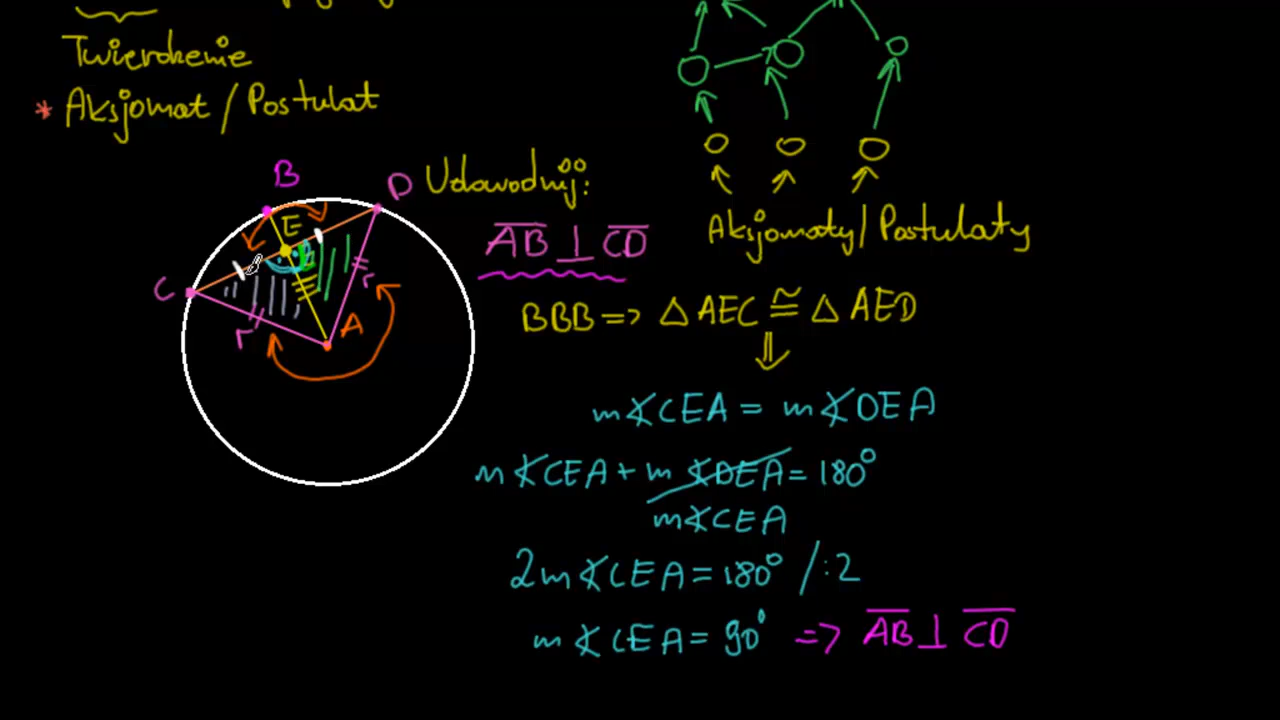 Twierdzenie
* Aksjomat / Postulat
B
D
Udowodnij:
E
Aksjomaty/Postulaty
AB ⊥ CD
C
r
r
A
BBB => △ AEC ≅ △ AED
⇓
m∢CEA = m∢DEA
m∢CEA + m∢DEA = 180°
m∢CEA
2m∢CEA = 180° /:2
m∢CEA = 90° => AB ⊥ CD